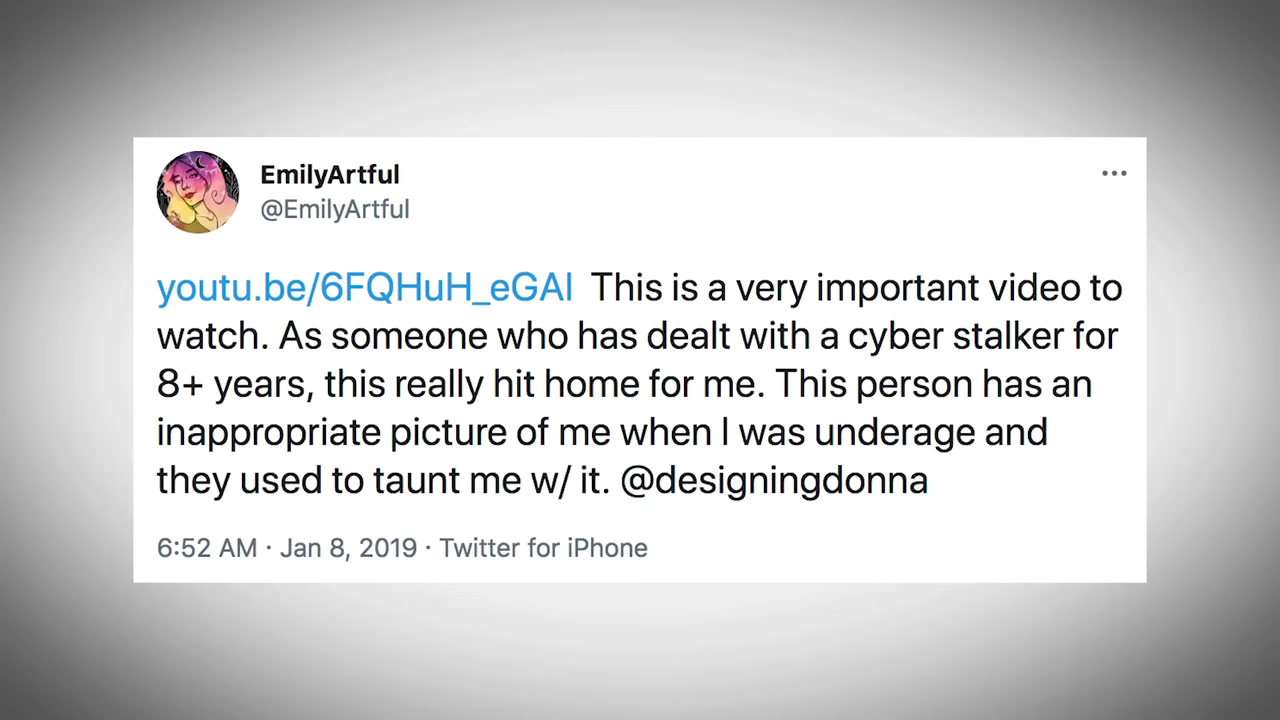 EmilyArtful
@EmilyArtful
youtu.be/6FQHuH_eGAI This is a very important video to
watch. As someone who has dealt with a cyber stalker for
8+ years, this really hit home for me. This person has an
inappropriate picture of me when I was underage and
they used to taunt me w/ it. @designingdonna
6:52 AM · Jan 8, 2019 · Twitter for iPhone